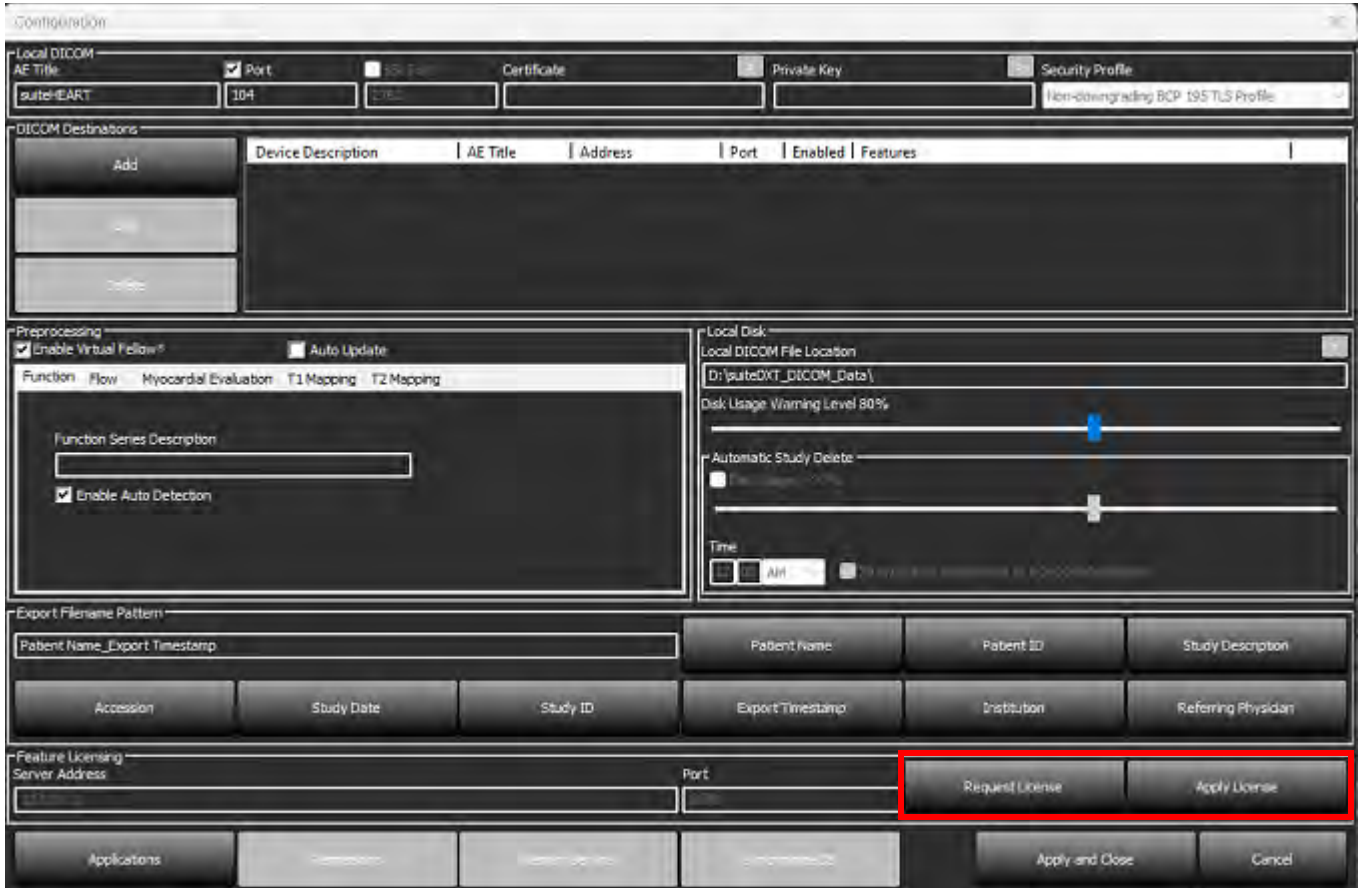 Configuration
Local DICOM
AE Title Port Certificate Private Key Security Profile
suiteHEART 104 Non-downgrading BCP 195 TLS Profile
DICOM Destinations
Add Device Description AE Title Address Port Enabled Features
Delete
Preprocessing
Enable Virtual Fellow® Auto Update
Function Flow Myocardial Evaluation T1 Mapping T2 Mapping
Function Series Description
Enable Auto Detection
Local Disk
Local DICOM File Location
D:\suiteDXT_DICOM_Data\
Disk Usage Warning Level 80%
Automatic Study Delete
Time
AM
Export Filename Pattern
Patient Name_Export Timestamp Patient Name Patient ID Study Description
Accession Study Date Study ID Export Timestamp Institution Referring Physician
Feature Licensing
Server Address Port
Request License Apply License
Applications Apply and Close Cancel